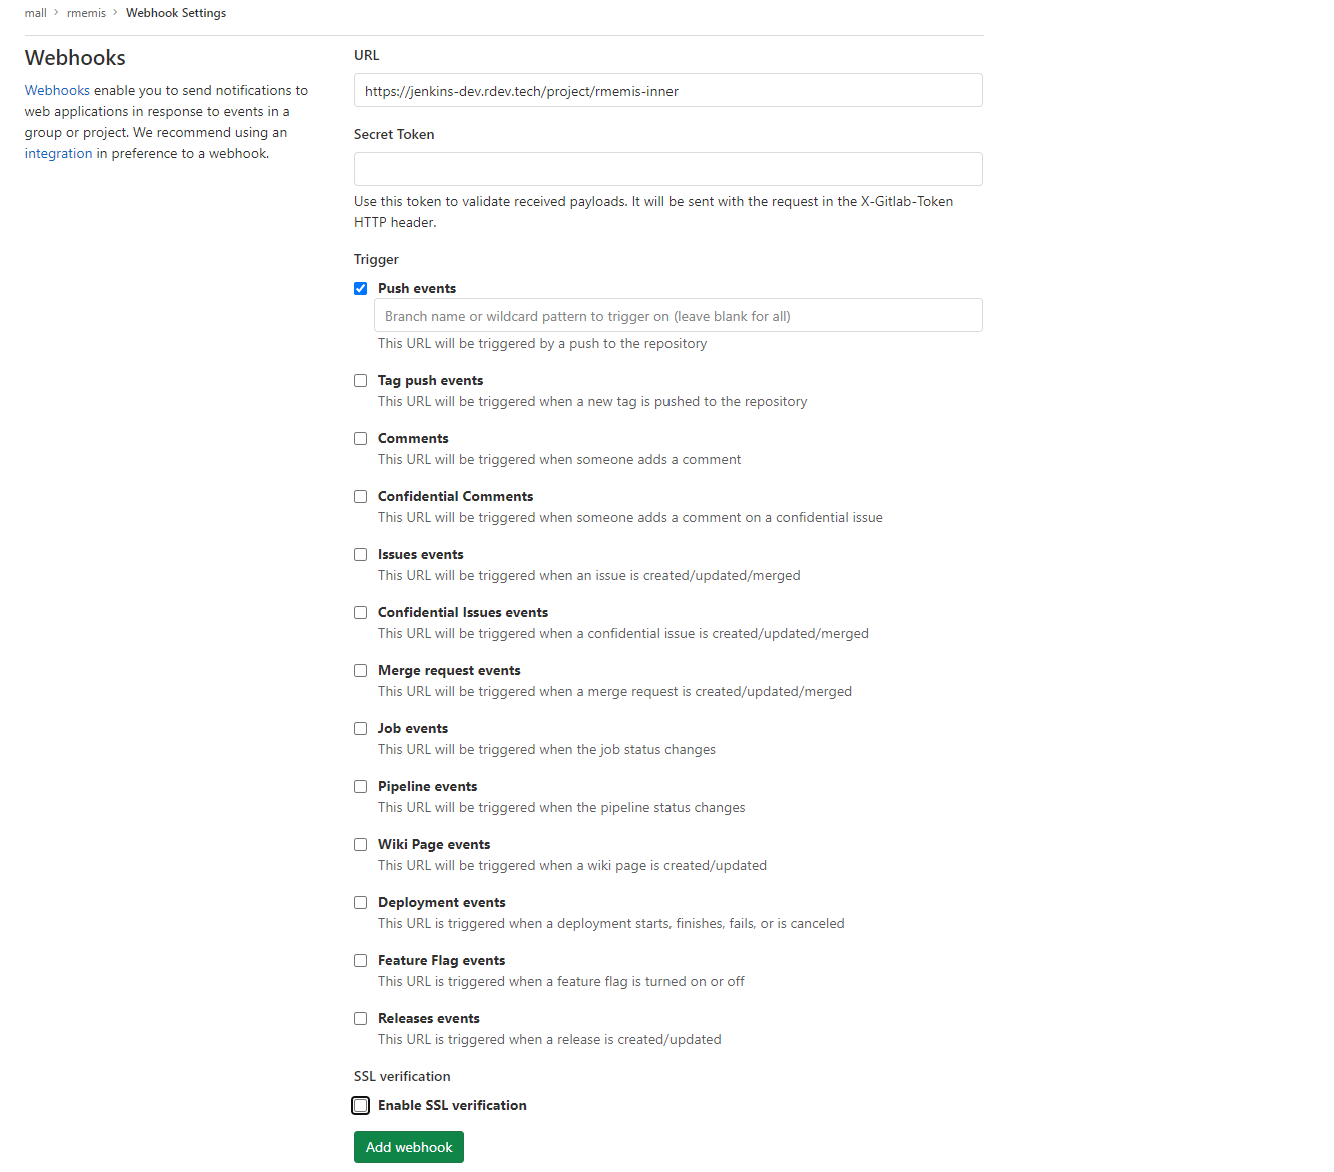 mall > rmemis > Webhook Settings
Webhooks
Webhooks enable you to send notifications to
web applications in response to events in a
group or project. We recommend using an
integration in preference to a webhook.
URL
https://jenkins-dev.rdev.tech/project/rmemis-inner
Secret Token
Use this token to validate received payloads. It will be sent with the request in the X-Gitlab-Token
HTTP header.
Trigger
Push events
Branch name or wildcard pattern to trigger on (leave blank for all)
This URL will be triggered by a push to the repository
Tag push events
This URL will be triggered when a new tag is pushed to the repository
Comments
This URL will be triggered when someone adds a comment
Confidential Comments
This URL will be triggered when someone adds a comment on a confidential issue
Issues events
This URL will be triggered when an issue is created/updated/merged
Confidential Issues events
This URL will be triggered when a confidential issue is created/updated/merged
Merge request events
This URL will be triggered when a merge request is created/updated/merged
Job events
This URL will be triggered when the job status changes
Pipeline events
This URL will be triggered when the pipeline status changes
Wiki Page events
This URL will be triggered when a wiki page is created/updated
Deployment events
This URL is triggered when a deployment starts, finishes, fails, or is canceled
Feature Flag events
This URL is triggered when a feature flag is turned on or off
Releases events
This URL is triggered when a release is created/updated
SSL verification
Enable SSL verification
Add webhook